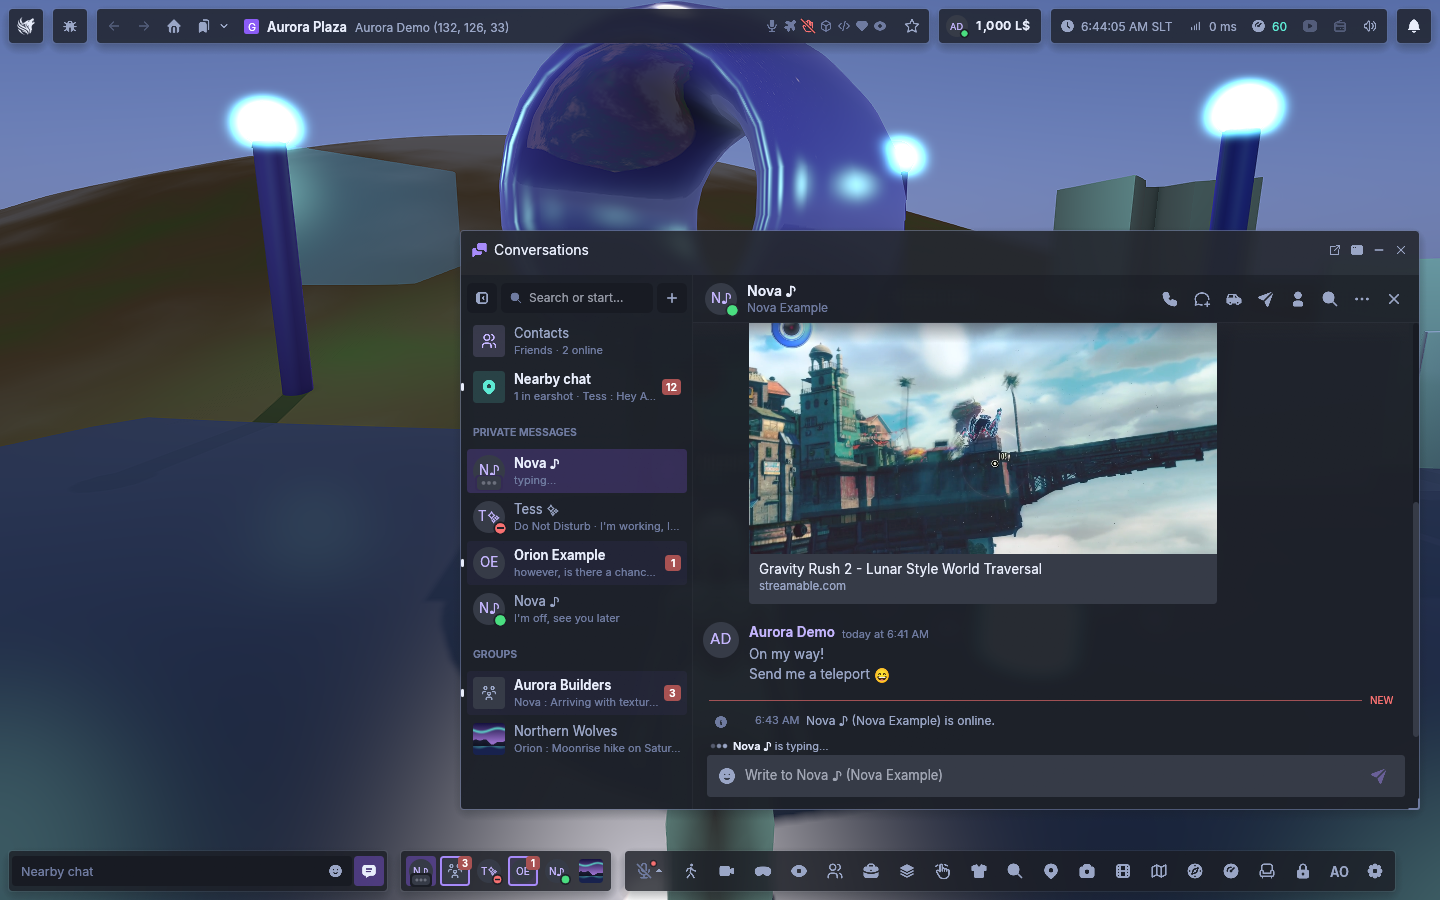 G Aurora Plaza Aurora Demo (132, 126, 33)
AD 1,000 L$
6:44:05 AM SLT 0 ms 60
Conversations
Search or start...
Contacts
Friends · 2 online
Nearby chat
1 in earshot · Tess : Hey A...
12
PRIVATE MESSAGES
N♪ Nova ♪
typing...
T Tess
Do Not Disturb · I'm working, I...
OE Orion Example
however, is there a chanc...
1
N♪ Nova ♪
I'm off, see you later
GROUPS
Aurora Builders
Nova : Arriving with textur...
3
Northern Wolves
Orion : Moonrise hike on Satur...
N♪ Nova ♪
Nova Example
Gravity Rush 2 - Lunar Style World Traversal
streamable.com
AD Aurora Demo today at 6:41 AM
On my way!
Send me a teleport 😄
NEW
6:43 AM Nova ♪ (Nova Example) is online.
Nova ♪ is typing...
Write to Nova ♪ (Nova Example)
Nearby chat
N♪ 3 T OE 1 N♪
AO